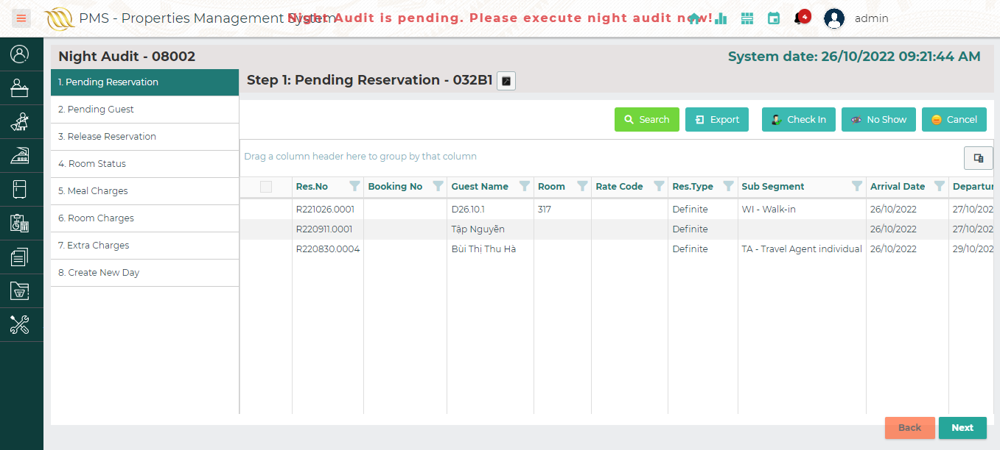 PMS - Properties Management System
Night Audit is pending. Please execute night audit now!
4
admin
Night Audit - 08002
System date: 26/10/2022 09:21:44 AM
1. Pending Reservation
2. Pending Guest
3. Release Reservation
4. Room Status
5. Meal Charges
6. Room Charges
7. Extra Charges
8. Create New Day
Step 1: Pending Reservation - 032B1
Search Export Check In No Show Cancel
Drag a column header here to group by that column
Res.No Booking No Guest Name Room Rate Code Res.Type Sub Segment Arrival Date Departur
R221026.0001 D26.10.1 317 Definite WI - Walk-in 26/10/2022 27/10/202
R220911.0001 Tập Nguyễn Definite 26/10/2022 27/10/202
R220830.0004 Bùi Thị Thu Hà Definite TA - Travel Agent individual 26/10/2022 29/10/202
Back Next